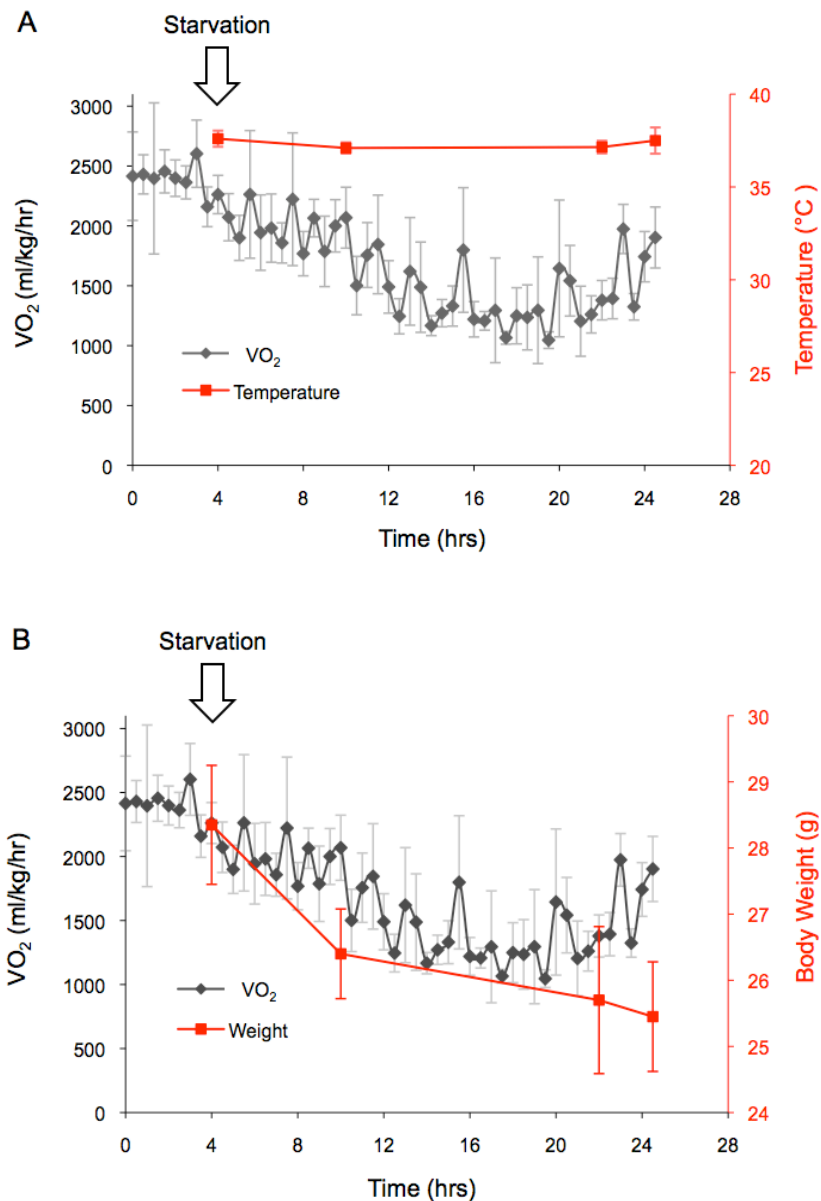 A
Starvation
3000
2500
2000
1500
1000
500
0
VO2 (ml/kg/hr)
VO2
Temperature
40
35
30
25
20
Temperature (°C)
0 4 8 12 16 20 24 28
Time (hrs)
B
Starvation
3000
2500
2000
1500
1000
500
0
VO2 (ml/kg/hr)
VO2
Weight
30
29
28
27
26
25
24
Body Weight (g)
0 4 8 12 16 20 24 28
Time (hrs)